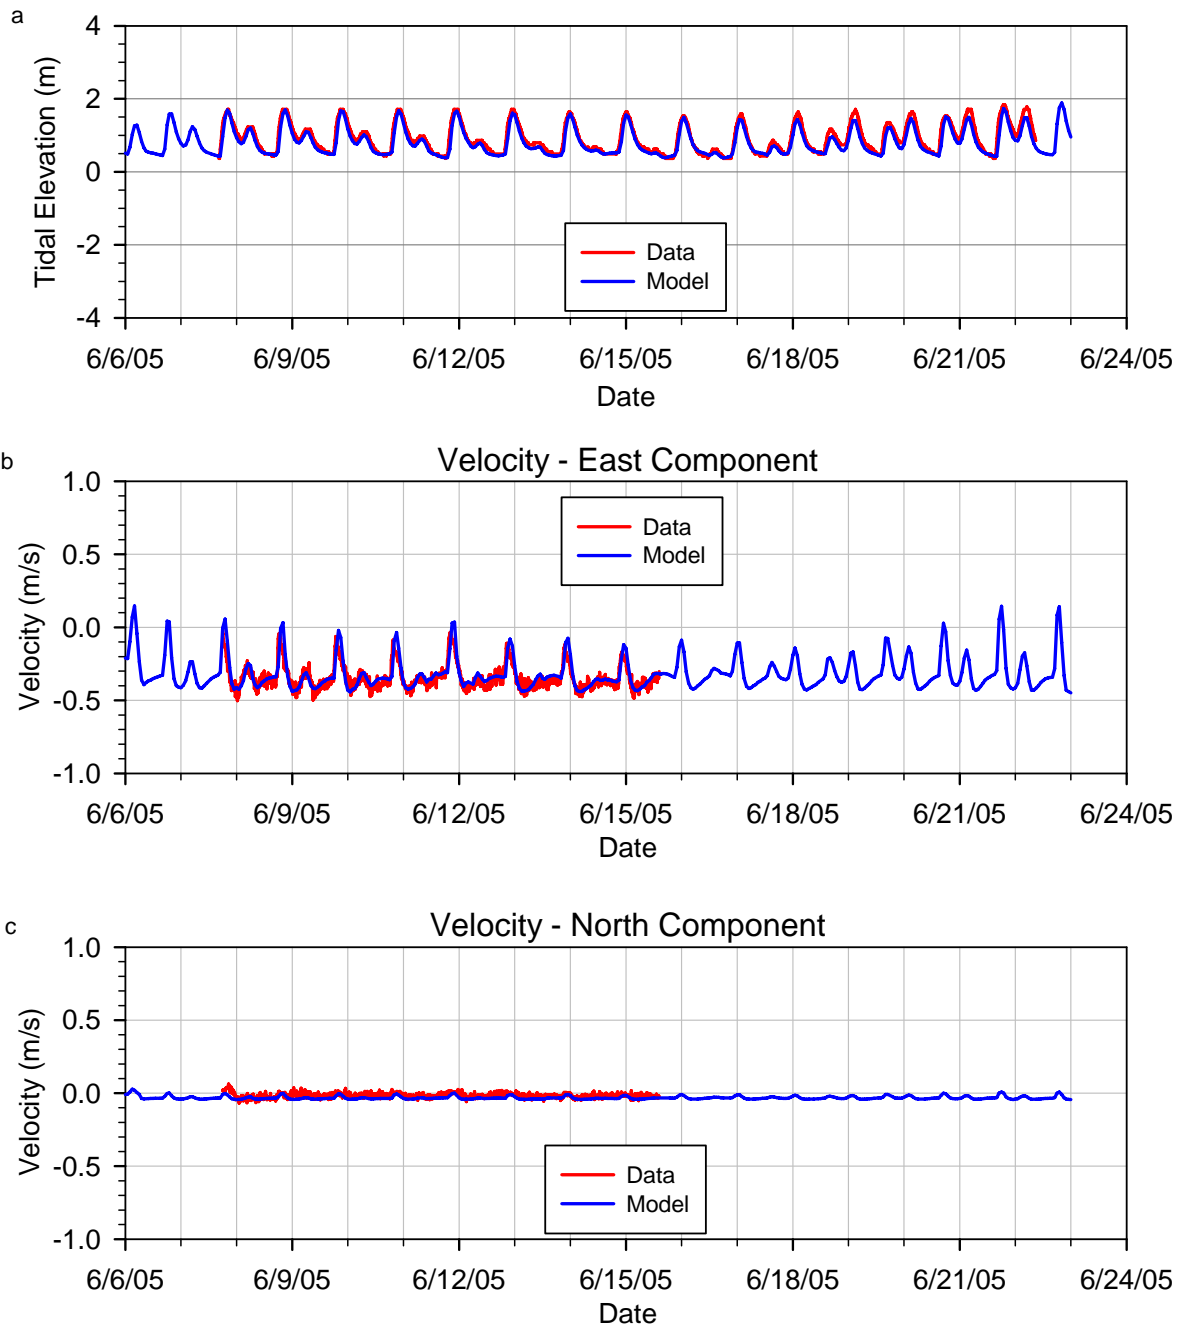 a
4
2
0
-2
-4
Tidal Elevation (m)
Data
Model
6/6/05 6/9/05 6/12/05 6/15/05 6/18/05 6/21/05 6/24/05
Date
b
Velocity - East Component
1.0
0.5
0.0
-0.5
-1.0
Velocity (m/s)
Data
Model
6/6/05 6/9/05 6/12/05 6/15/05 6/18/05 6/21/05 6/24/05
Date
c
Velocity - North Component
1.0
0.5
0.0
-0.5
-1.0
Velocity (m/s)
Data
Model
6/6/05 6/9/05 6/12/05 6/15/05 6/18/05 6/21/05 6/24/05
Date